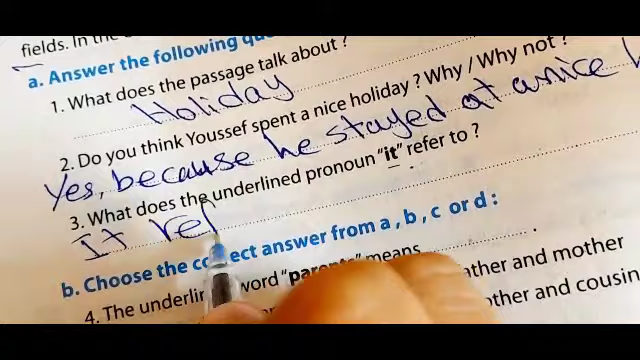 fields. In the
a. Answer the following
1. What does the passage talk about ?
Holiday
2. Do you think Youssef spent a nice holiday ? Why / Why not ?
Yes, because he stayed at a nice
3. What does the underlined pronoun "it" refer to ?
It ref
b. Choose the correct answer from a , b , c or d :
4. The underlin word "parents" means .
ather and mother
other and cousin